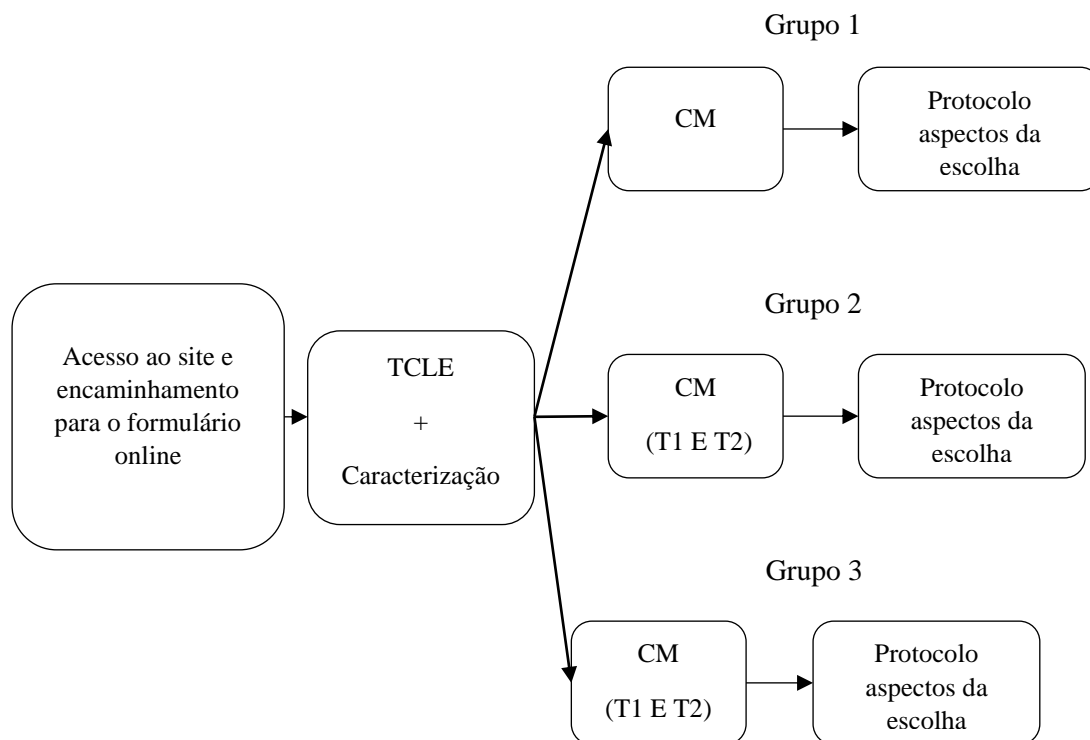 Grupo 1
CM
Protocolo
aspectos da
escolha
Acesso ao site e
encaminhamento
para o formulário
online
TCLE
+
Caracterização
Grupo 2
CM
(T1 E T2)
Protocolo
aspectos da
escolha
Grupo 3
CM
(T1 E T2)
Protocolo
aspectos da
escolha